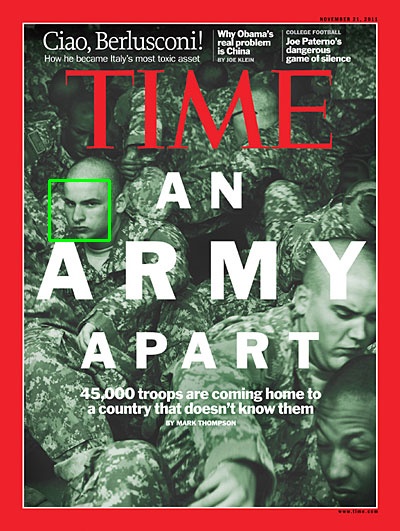 NOVEMBER 21, 2011
Ciao, Berlusconi!
How he became Italy's most toxic asset
Why Obama's
real problem
is China
BY JOE KLEIN
COLLEGE FOOTBALL
Joe Paterno's
dangerous
game of silence
TIME
AN
ARMY
APART
45,000 troops are coming home to
a country that doesn't know them
BY MARK THOMPSON
www.time.com